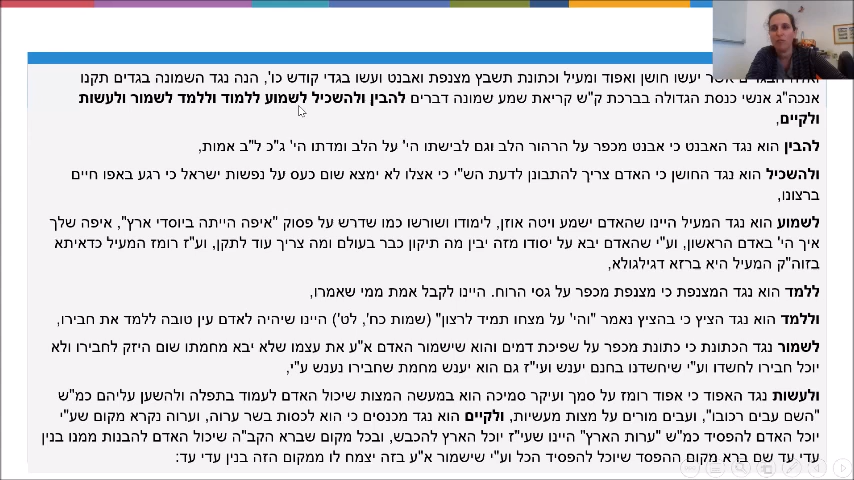 ואלה הבגדים אשר יעשו חושן ואפוד ומעיל וכתונת תשבץ מצנפת ואבנט ועשו בגדי קודש כו', הנה נגד השמונה בגדים תקנו
אנכה"ג אנשי כנסת הגדולה בברכת ק"ש קריאת שמע שמונה דברים להבין ולהשכיל לשמוע ללמוד וללמד לשמור ולעשות
ולקיים,
להבין הוא נגד האבנט כי אבנט מכפר על הרהור הלב וגם לבישתו הי' על הלב ומדתו הי' ג"כ ל"ב אמות,
ולהשכיל הוא נגד החושן כי האדם צריך להתבונן לדעת הש"י כי אצלו לא ימצא שום כעס על נפשות ישראל כי רגע באפו חיים
ברצונו,
לשמוע הוא נגד המעיל היינו שהאדם ישמע ויטה אוזן, לימודו ושורשו כמו שדרש על פסוק "איפה הייתה ביוסדי ארץ", איפה שלך
איך הי' באדם הראשון, וע"י שהאדם יבא על יסודו מזה יבין מה תיקון כבר בעולם ומה צריך עוד לתקן, וע"ז רומז המעיל כדאיתא
בזוה"ק המעיל היא ברזא דגילגולא,
ללמד הוא נגד המצנפת כי מצנפת מכפר על גסי הרוח. היינו לקבל אמת ממי שאמרו,
וללמד הוא נגד הציץ כי בהציץ נאמר "והי' על מצחו תמיד לרצון" (שמות כח', לט') היינו שיהיה לאדם עין טובה ללמד את חבירו,
לשמור נגד הכתונת כי כתונת מכפר על שפיכת דמים והוא שישמור האדם א"ע את עצמו שלא יבא מחמתו שום היזק לחבירו ולא
יוכל חבירו לחשדו וע"י שיחשדנו בחנם יענש ועי"ז גם הוא יענש מחמת שחבירו נענש ע"י,
ולעשות נגד האפוד כי אפוד רומז על סמך ועיקר סמיכה הוא במעשה המצות שיכול האדם לעמוד בתפלה ולהשען עליהם כמ"ש
"השם עבים רכובו", ועבים מורים על מצות מעשיות, ולקיים הוא נגד מכנסים כי הוא לכסות בשר ערוה, וערוה נקרא מקום שע"י
יוכל האדם להפסיד כמ"ש "ערות הארץ" היינו שעי"ז יוכל הארץ להכבש, ובכל מקום שברא הקב"ה שיכול האדם להבנות ממנו בנין
עדי עד שם ברא מקום ההפסד שיוכל להפסיד הכל וע"י שישמור א"ע בזה יצמח לו ממקום הזה בנין עדי עד: